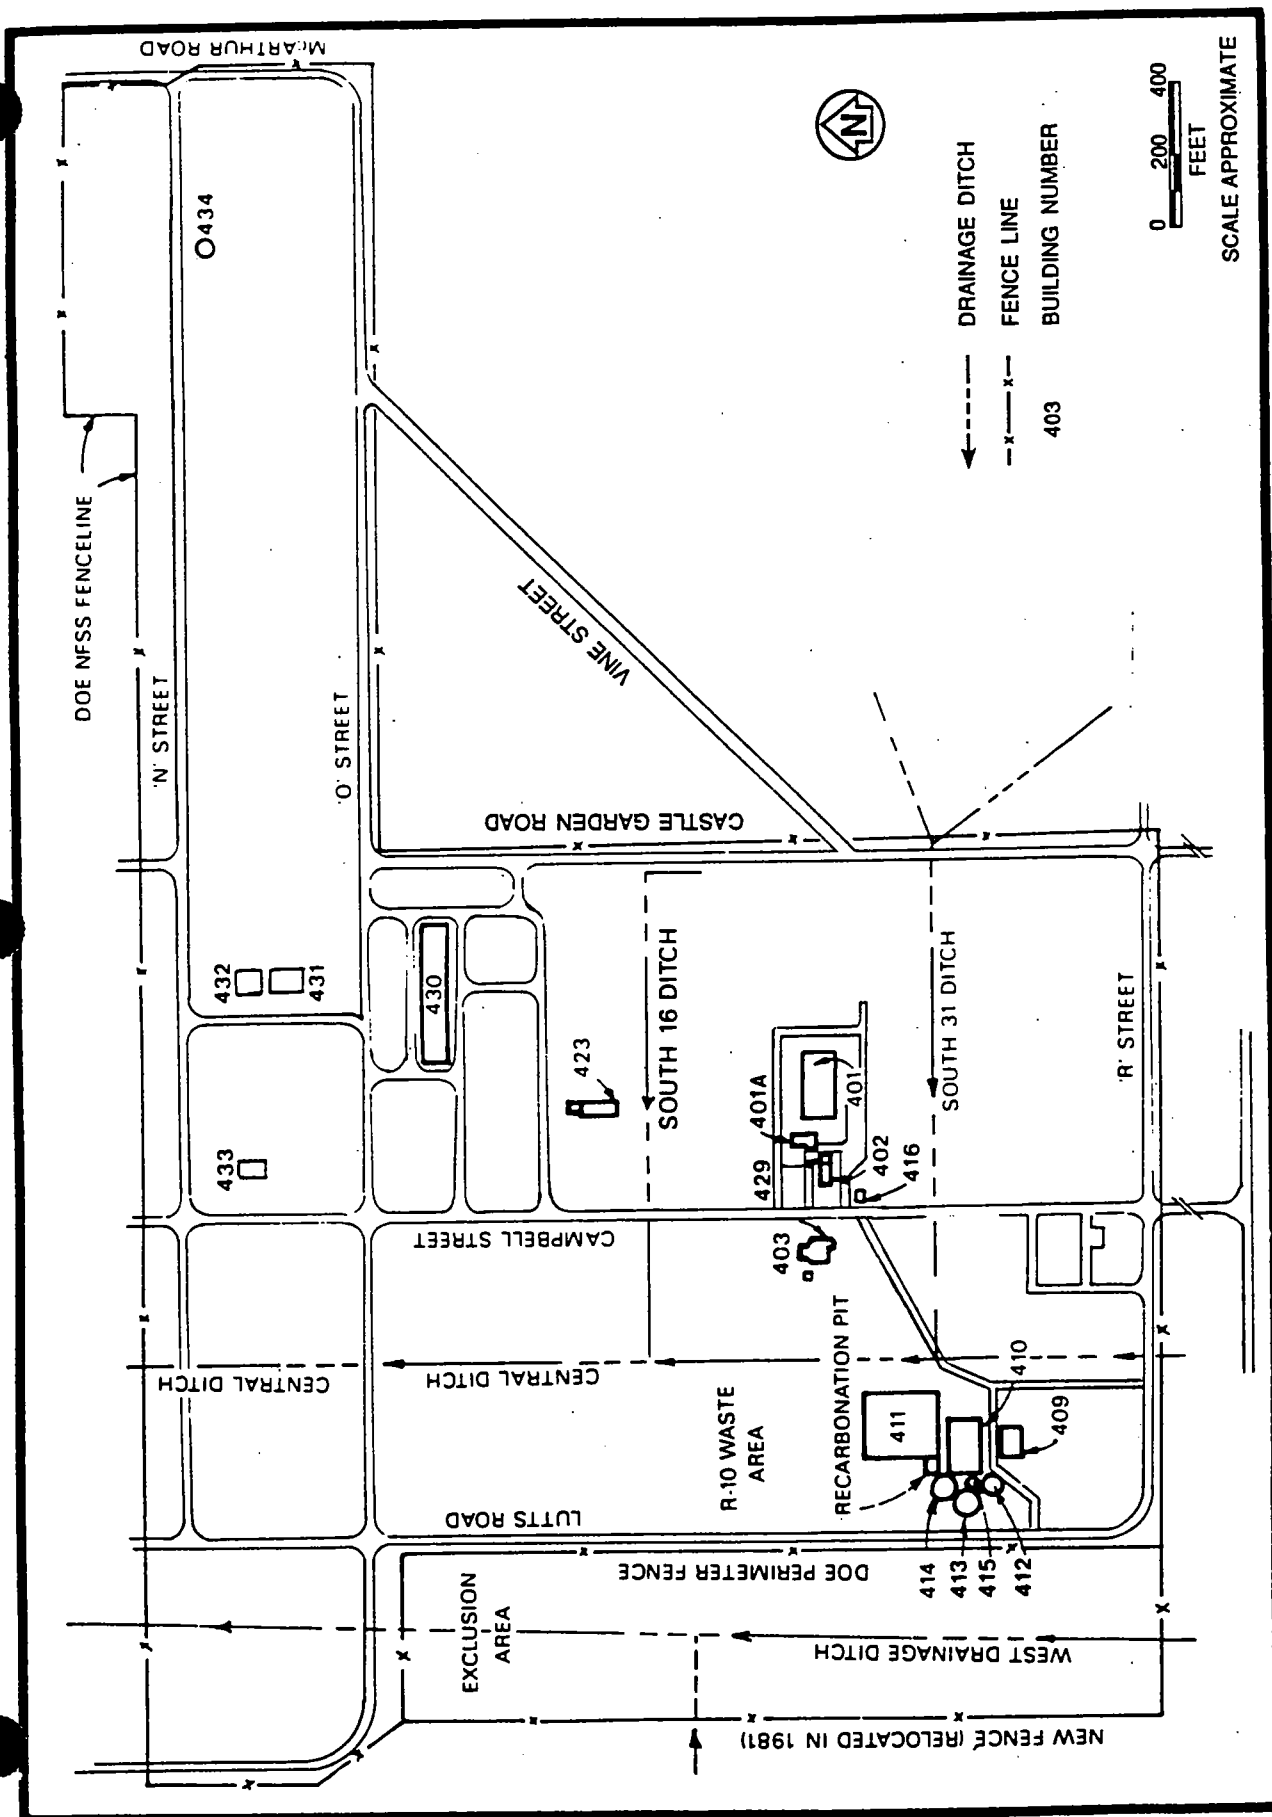 McARTHUR ROAD
434
DOE NFSS FENCELINE
'N' STREET
'O' STREET
VINE STREET
CASTLE GARDEN ROAD
432
431
430
433
423
SOUTH 16 DITCH
CAMPBELL STREET
401A
401
429
402
416
403
SOUTH 31 DITCH
'R' STREET
CENTRAL DITCH
CENTRAL DITCH
R-10 WASTE
AREA
RECARBONATION PIT
411
410
409
LUTTS ROAD
414
413
415
412
DOE PERIMETER FENCE
EXCLUSION
AREA
WEST DRAINAGE DITCH
NEW FENCE (RELOCATED IN 1981)
N
DRAINAGE DITCH
FENCE LINE
403 BUILDING NUMBER
0 200 400
FEET
SCALE APPROXIMATE